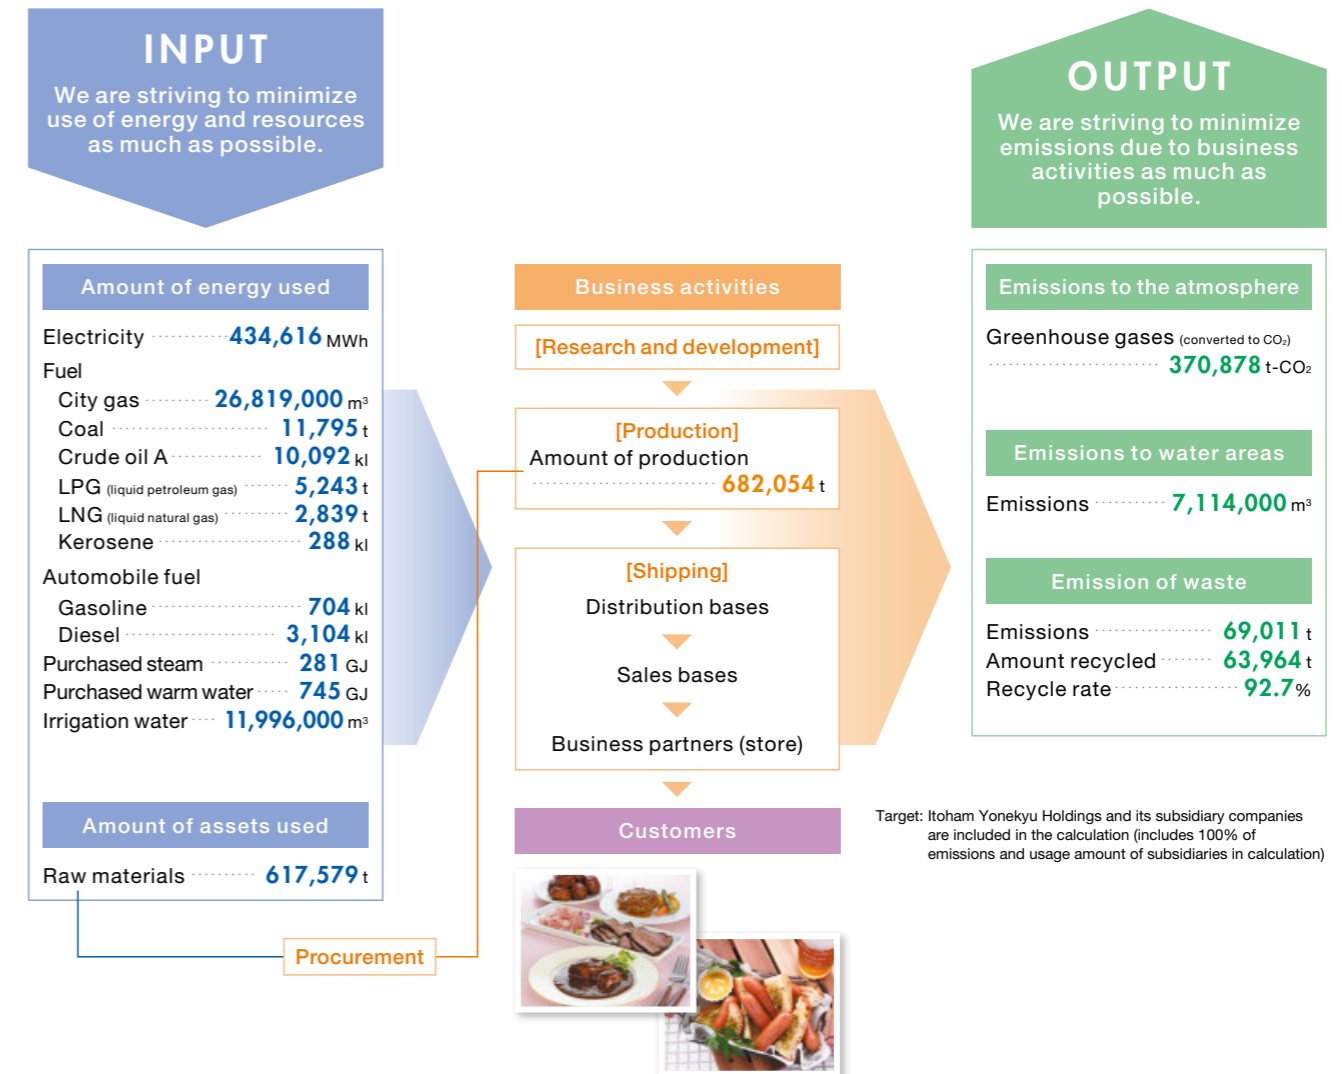 INPUT
We are striving to minimize
use of energy and resources
as much as possible.
Amount of energy used
Electricity 434,616 MWh
Fuel
City gas 26,819,000 m³
Coal 11,795 t
Crude oil A 10,092 kl
LPG (liquid petroleum gas) 5,243 t
LNG (liquid natural gas) 2,839 t
Kerosene 288 kl
Automobile fuel
Gasoline 704 kl
Diesel 3,104 kl
Purchased steam 281 GJ
Purchased warm water 745 GJ
Irrigation water 11,996,000 m³
Amount of assets used
Raw materials 617,579 t
Procurement
Business activities
[Research and development]
[Production]
Amount of production
682,054 t
[Shipping]
Distribution bases
Sales bases
Business partners (store)
Customers
OUTPUT
We are striving to minimize
emissions due to business
activities as much as
possible.
Emissions to the atmosphere
Greenhouse gases (converted to CO₂)
370,878 t-CO₂
Emissions to water areas
Emissions 7,114,000 m³
Emission of waste
Emissions 69,011 t
Amount recycled 63,964 t
Recycle rate 92.7%
Target: Itoham Yonekyu Holdings and its subsidiary companies
are included in the calculation (includes 100% of
emissions and usage amount of subsidiaries in calculation)